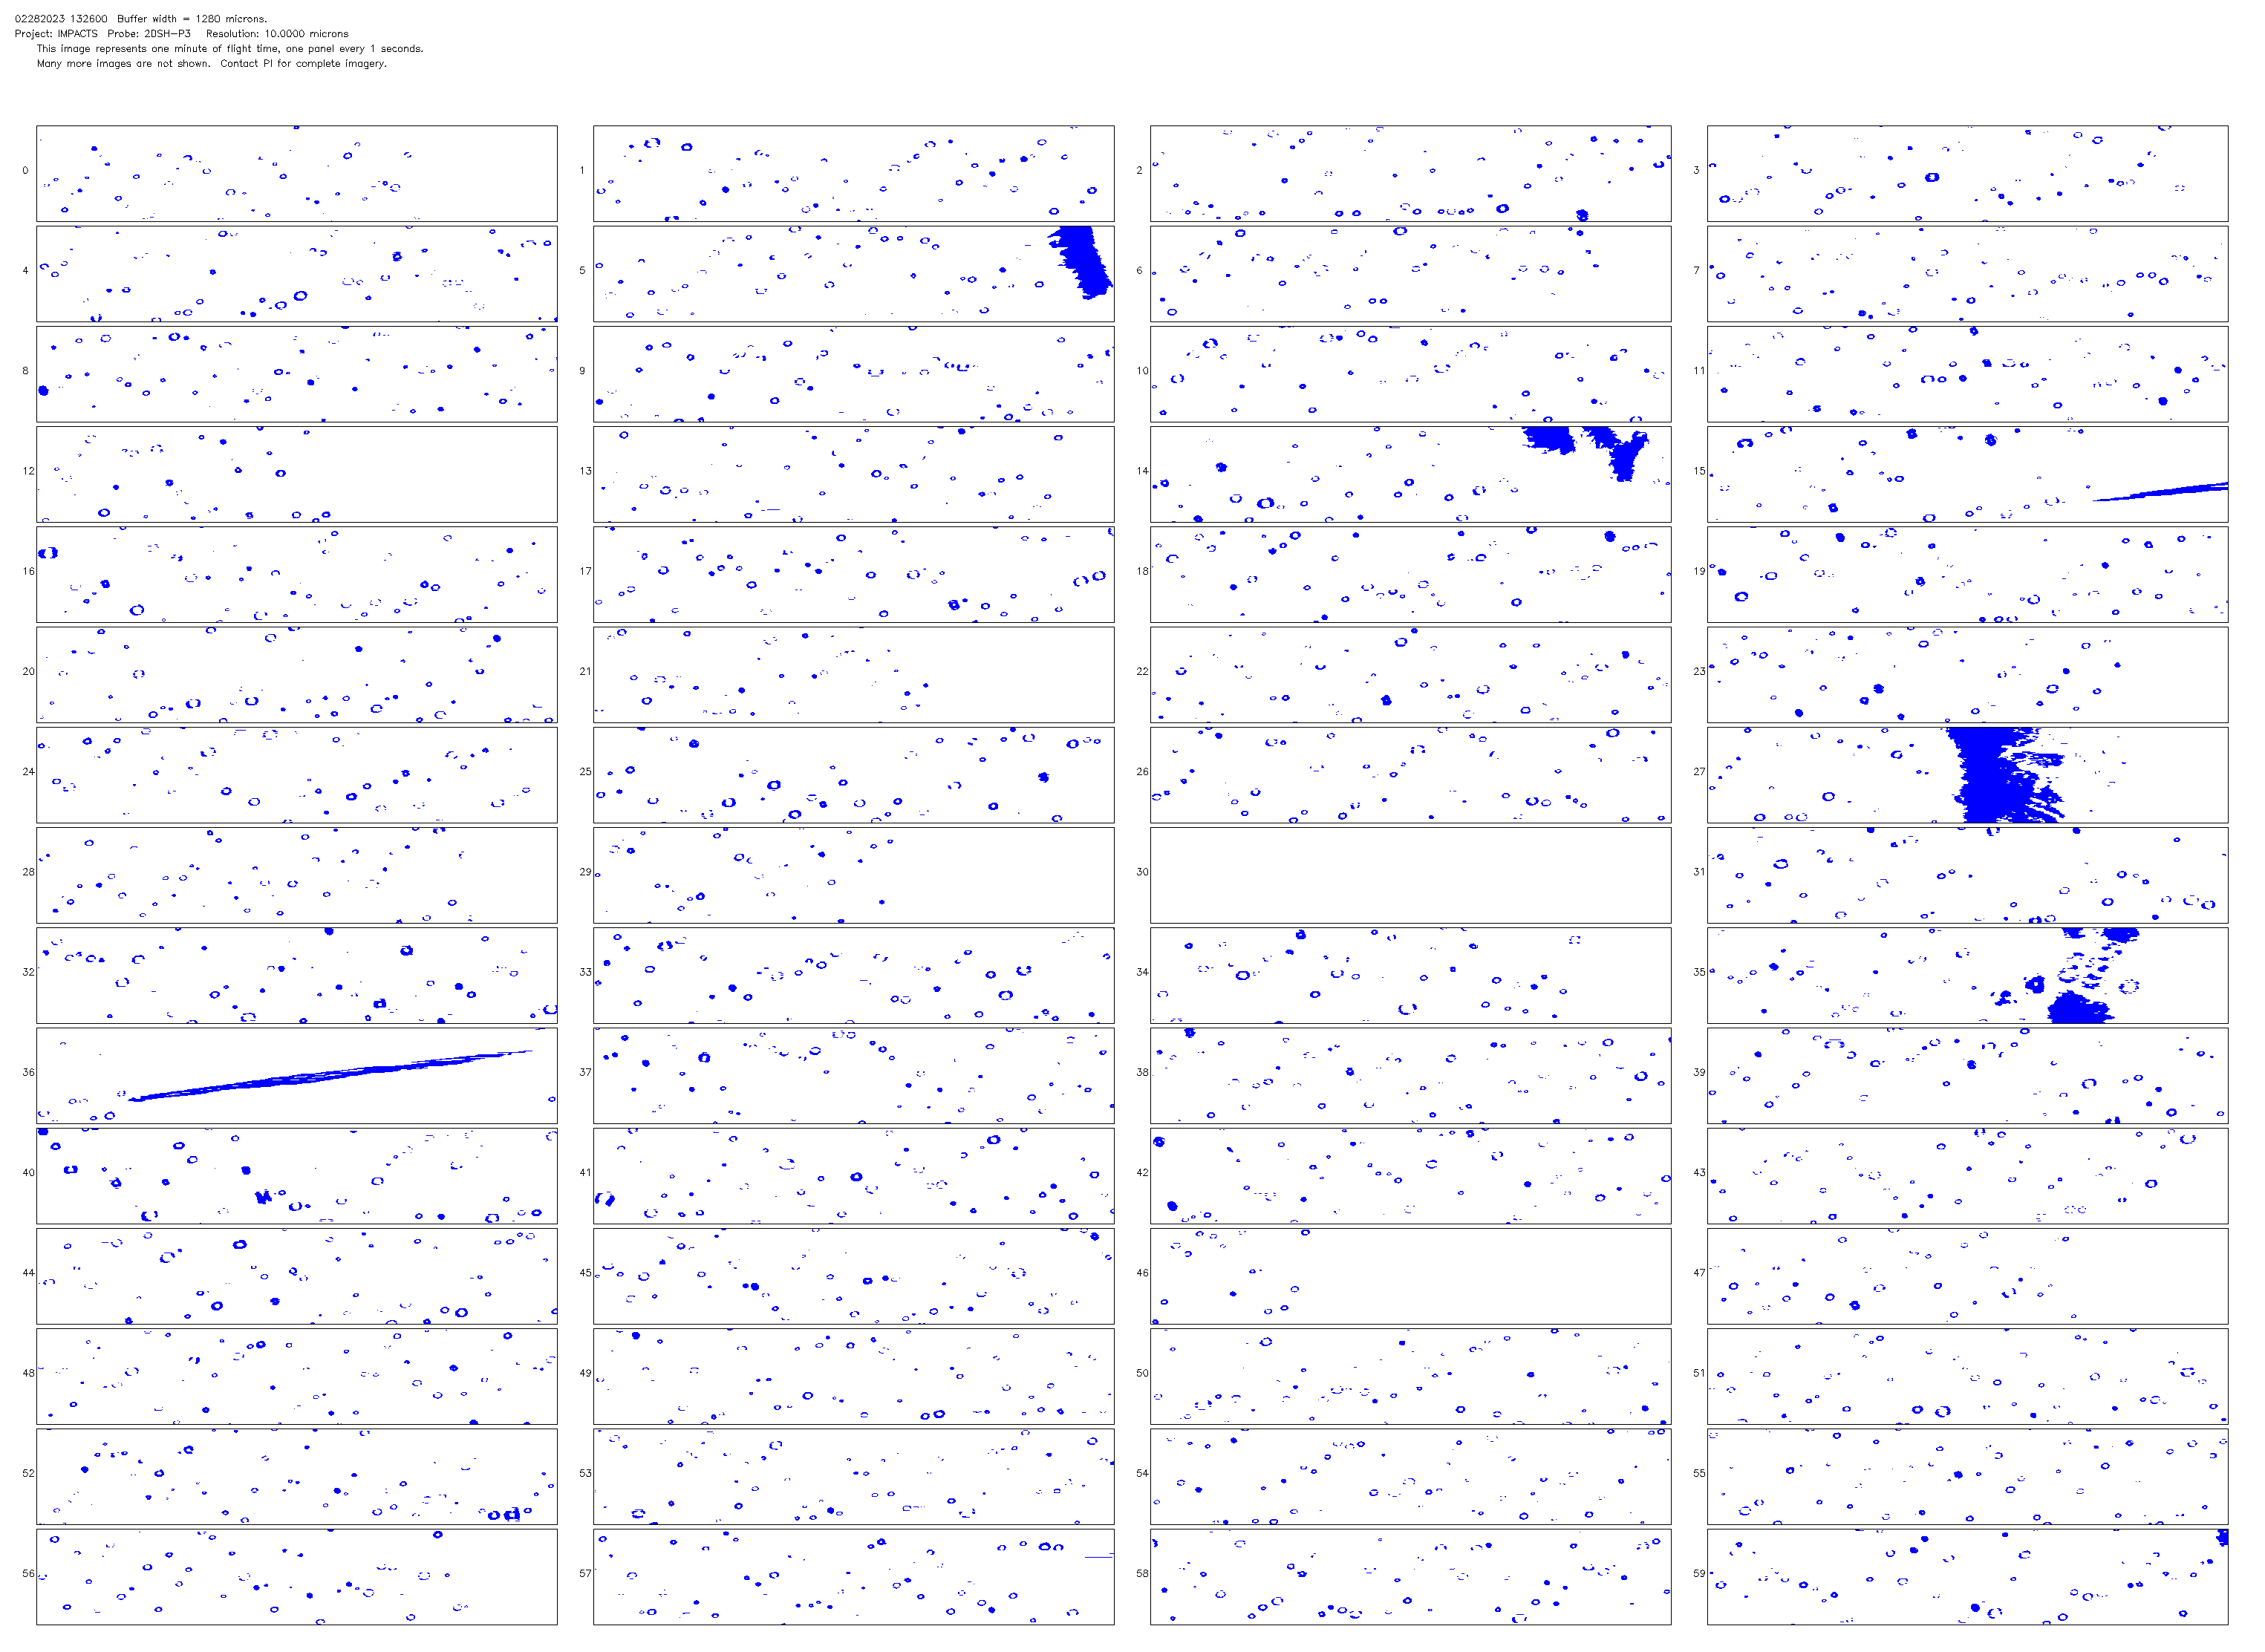 02282023 132600 Buffer width = 1280 microns.
Project: IMPACTS Probe: 2DSH-P3 Resolution: 10.0000 microns
This image represents one minute of flight time, one panel every 1 seconds.
Many more images are not shown. Contact PI for complete imagery.
0 1 2 3
4 5 6 7
8 9 10 11
12 13 14 15
16 17 18 19
20 21 22 23
24 25 26 27
28 29 30 31
32 33 34 35
36 37 38 39
40 41 42 43
44 45 46 47
48 49 50 51
52 53 54 55
56 57 58 59